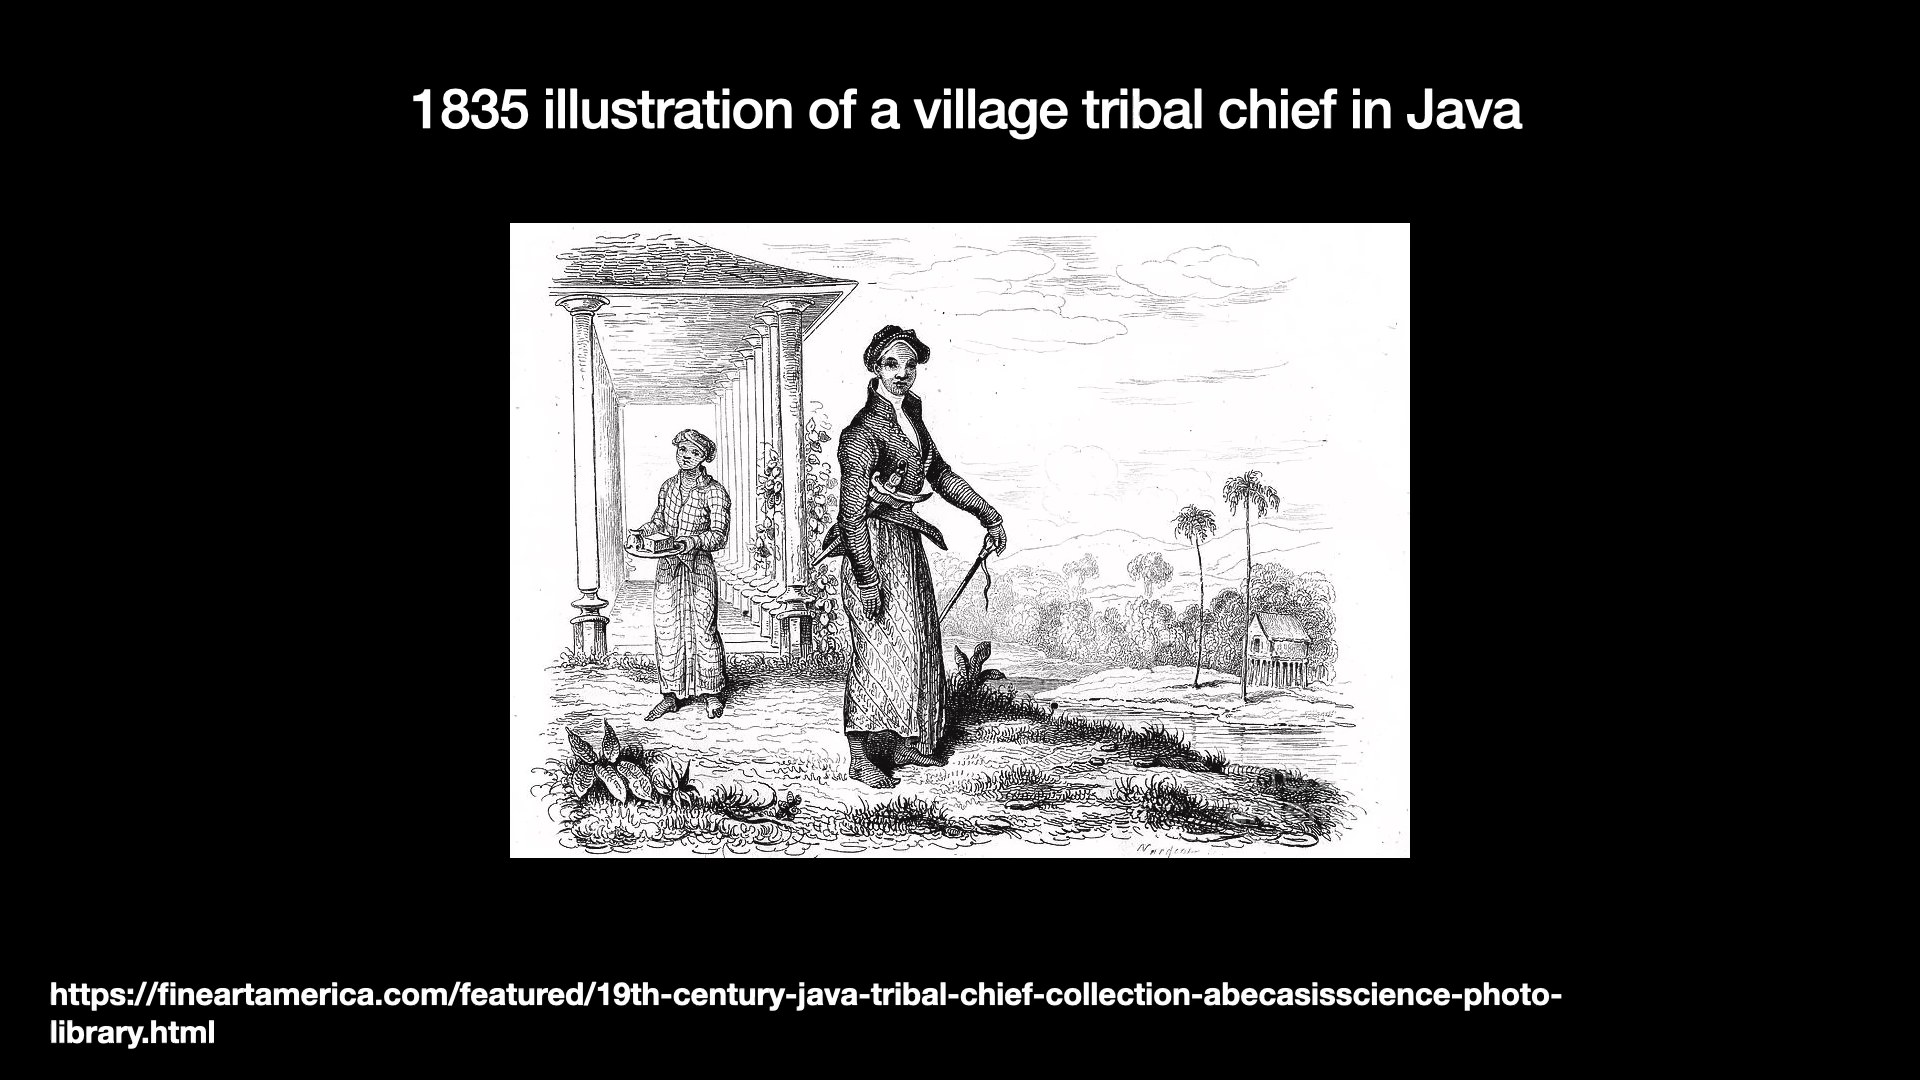 1835 illustration of a village tribal chief in Java
https://fineartamerica.com/featured/19th-century-java-tribal-chief-collection-abecasisscience-photo-
library.html